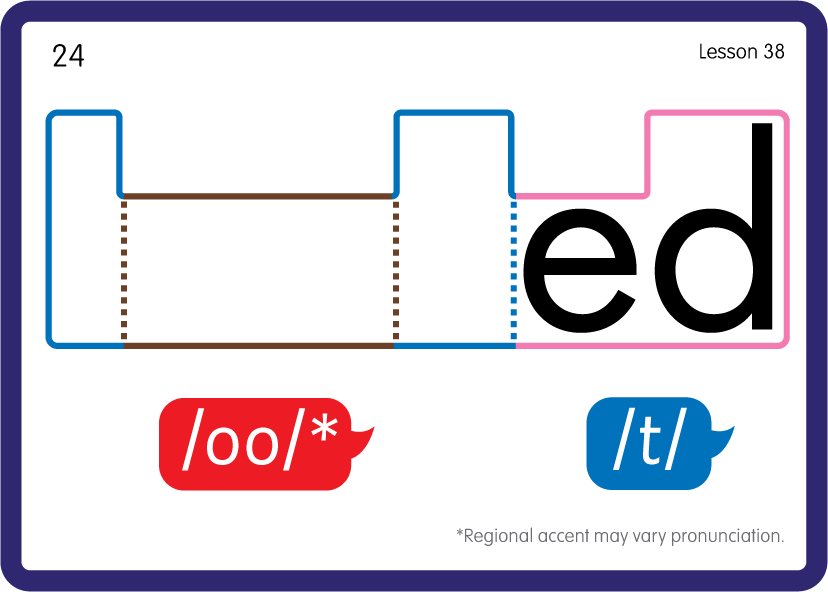 24
Lesson 38
ed
/oo/*
/t/
*Regional accent may vary pronunciation.